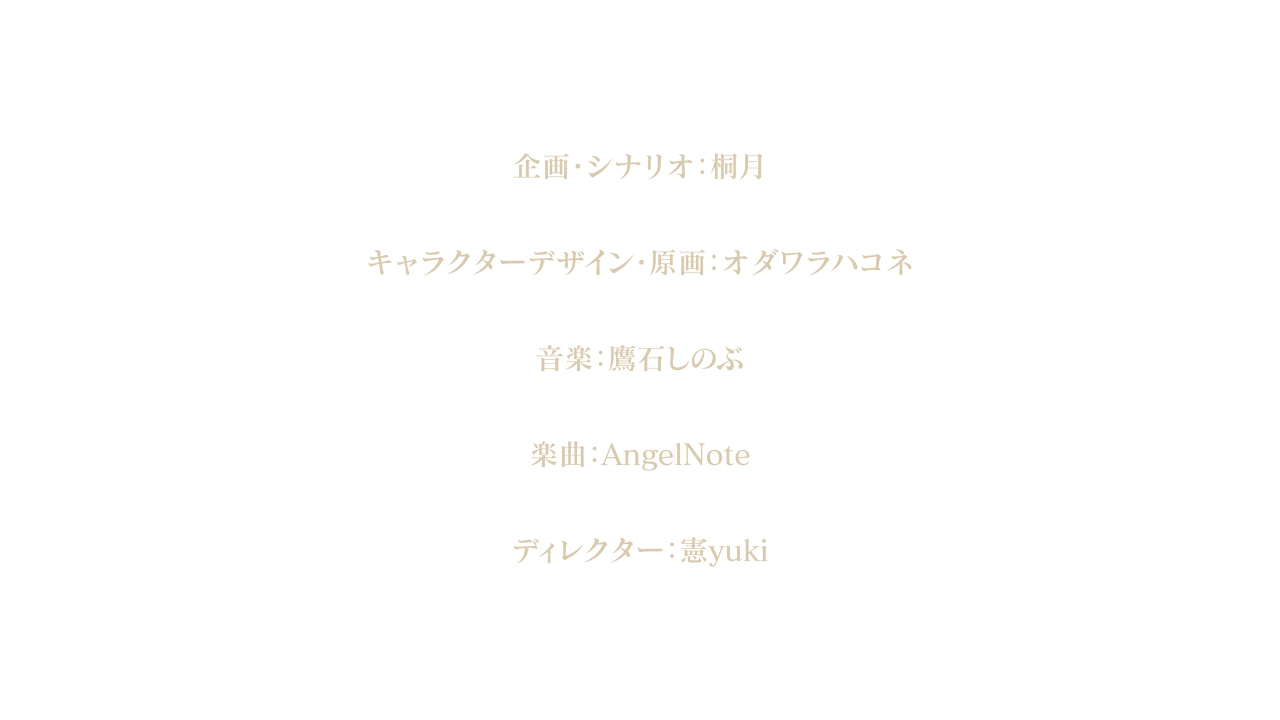 企画・シナリオ：桐月
キャラクターデザイン・原画：オダワラハコネ
音楽：鷹石しのぶ
楽曲：AngelNote
ディレクター：憲yuki